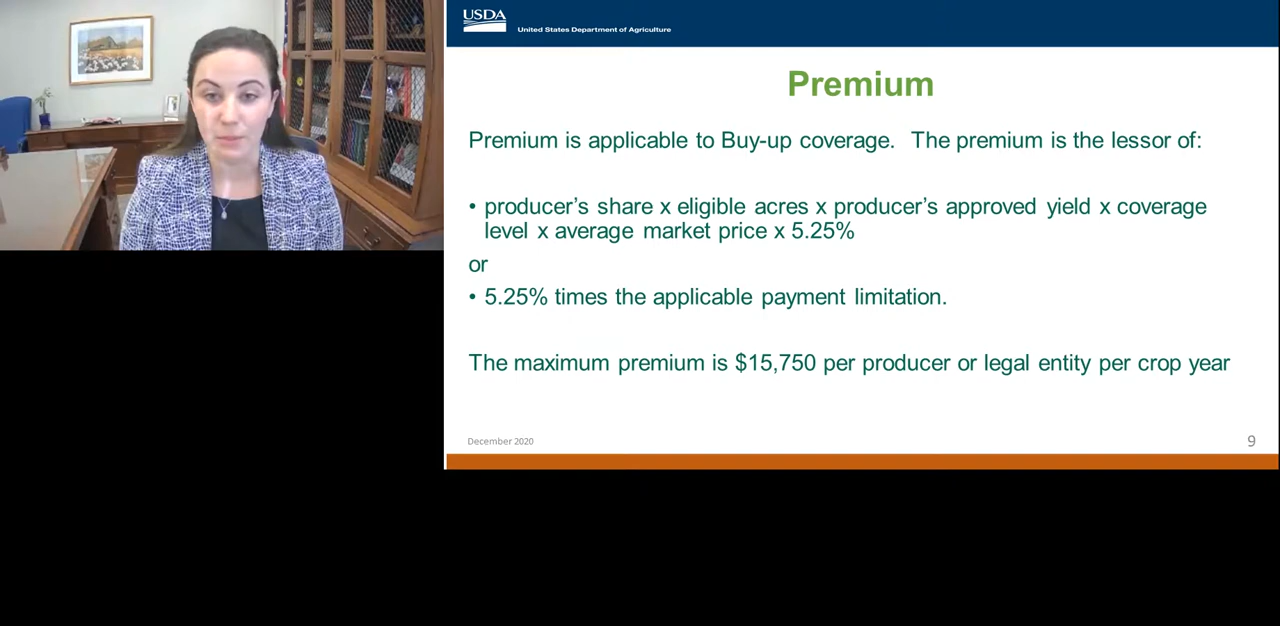 USDA
United States Department of Agriculture
Premium
Premium is applicable to Buy-up coverage. The premium is the lessor of:
• producer's share x eligible acres x producer's approved yield x coverage
level x average market price x 5.25%
or
• 5.25% times the applicable payment limitation.
The maximum premium is $15,750 per producer or legal entity per crop year
December 2020
9